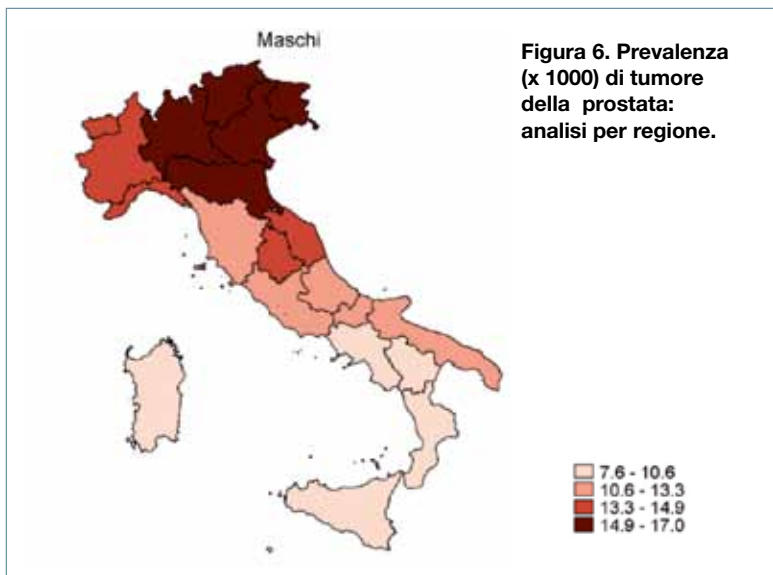 Maschi
Figura 6. Prevalenza
(x 1000) di tumore
della prostata:
analisi per regione.
7.6 - 10.6
10.6 - 13.3
13.3 - 14.9
14.9 - 17.0